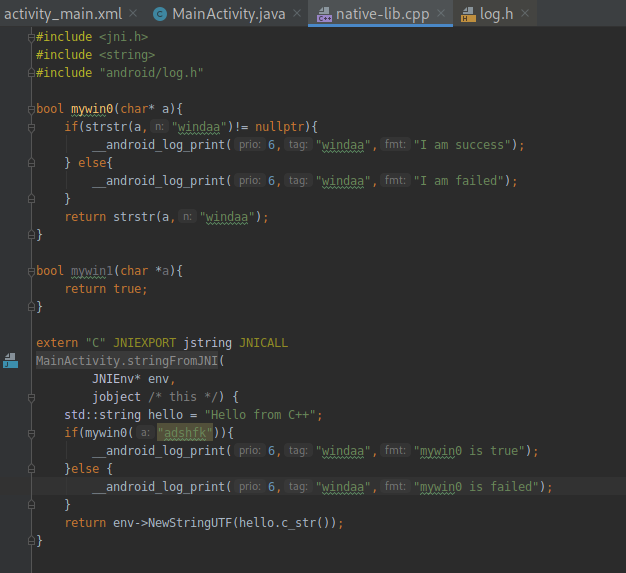 activity_main.xml × MainActivity.java × native-lib.cpp × log.h ×
#include <jni.h>
#include <string>
#include "android/log.h"
bool mywin0(char* a){
if(strstr(a, n: "windaa")!= nullptr){
__android_log_print( prio: 6, tag: "windaa", fmt: "I am success");
} else{
__android_log_print( prio: 6, tag: "windaa", fmt: "I am failed");
}
return strstr(a, n: "windaa");
}
bool mywin1(char *a){
return true;
}
extern "C" JNIEXPORT jstring JNICALL
MainActivity.stringFromJNI(
JNIEnv* env,
jobject /* this */) {
std::string hello = "Hello from C++";
if(mywin0( a: "adshfk")){
__android_log_print( prio: 6, tag: "windaa", fmt: "mywin0 is true");
}else {
__android_log_print( prio: 6, tag: "windaa", fmt: "mywin0 is failed");
}
return env->NewStringUTF(hello.c_str());
}